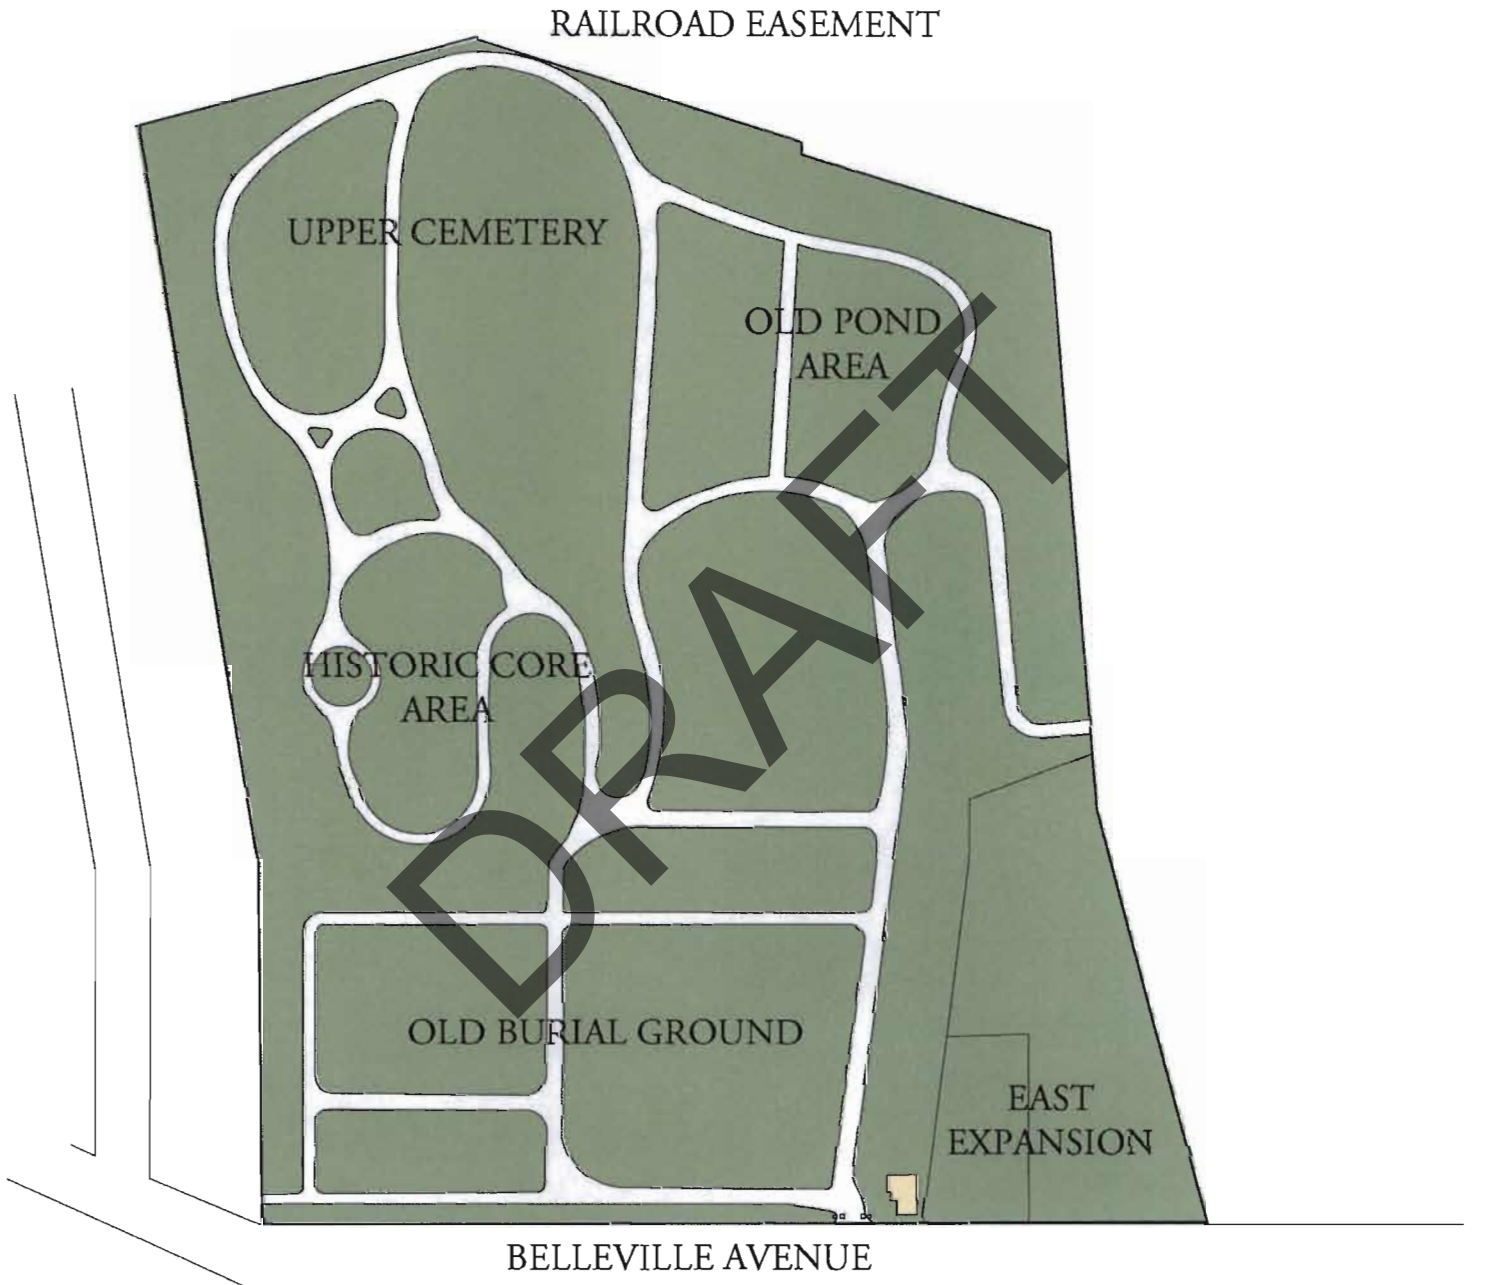 RAILROAD EASEMENT
UPPER CEMETERY
OLD POND
AREA
HISTORIC CORE
AREA
DRAFT
OLD BURIAL GROUND
EAST
EXPANSION
BELLEVILLE AVENUE